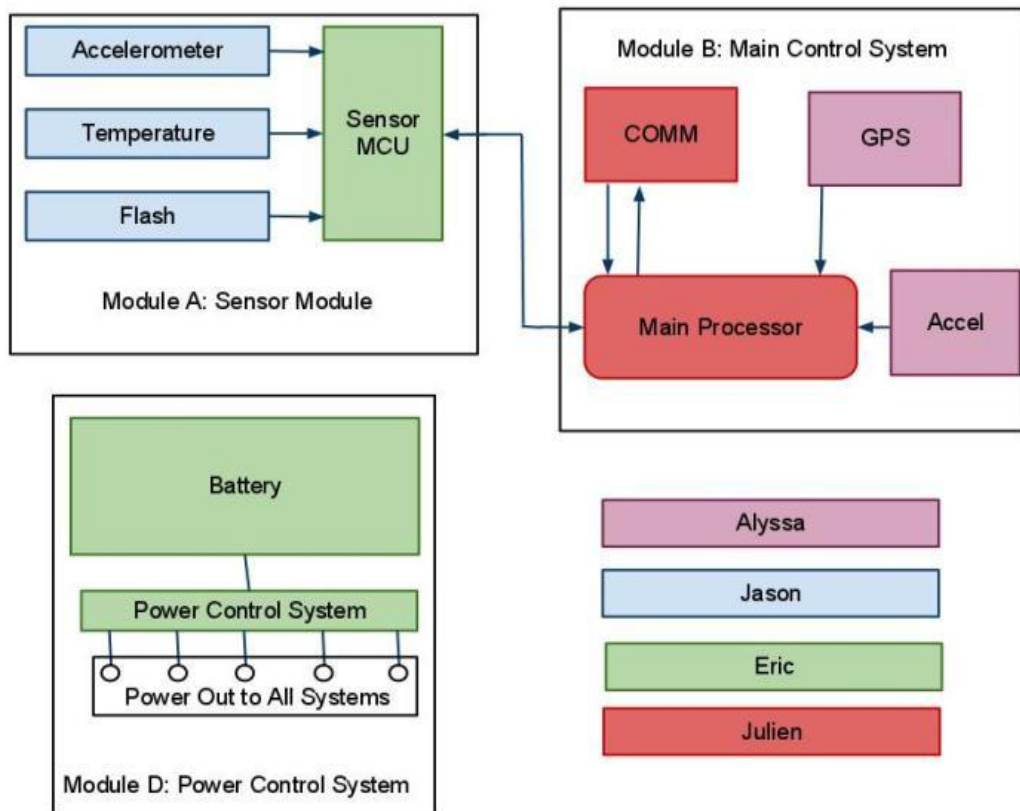 Accelerometer
Temperature
Flash
Sensor
MCU
Module A: Sensor Module
Module B: Main Control System
COMM
GPS
Main Processor
Accel
Battery
Power Control System
Power Out to All Systems
Module D: Power Control System
Alyssa
Jason
Eric
Julien